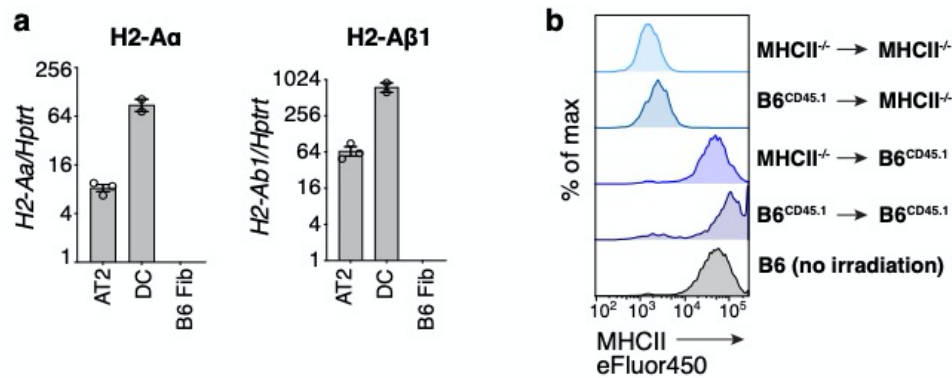 a
H2-Aα
H2-Aa/Hptrt
256
64
16
4
1
AT2
DC
B6 Fib
H2-Aβ1
H2-Ab1/Hptrt
1024
256
64
16
4
1
AT2
DC
B6 Fib
b
% of max
MHCII-/- → MHCII-/-
B6CD45.1 → MHCII-/-
MHCII-/- → B6CD45.1
B6CD45.1 → B6CD45.1
B6 (no irradiation)
10² 10³ 10⁴ 10⁵
MHCII →
eFluor450